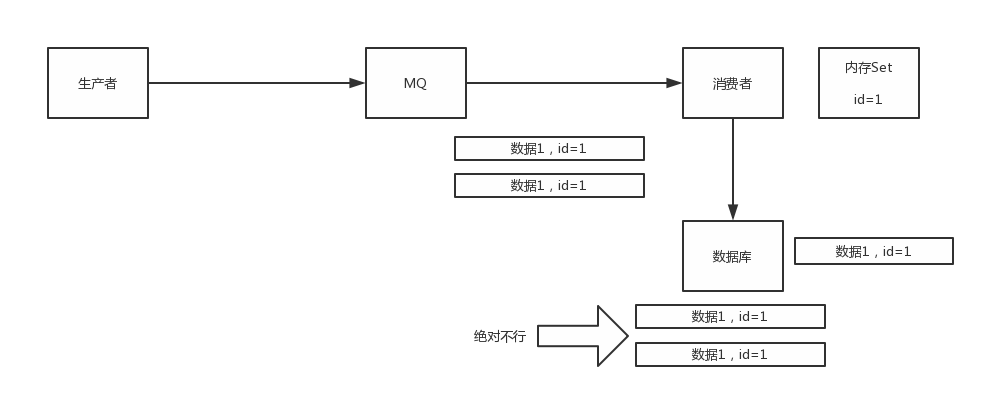 生产者
MQ
消费者
内存Set
id=1
数据1，id=1
数据1，id=1
数据库
数据1，id=1
绝对不行
数据1，id=1
数据1，id=1